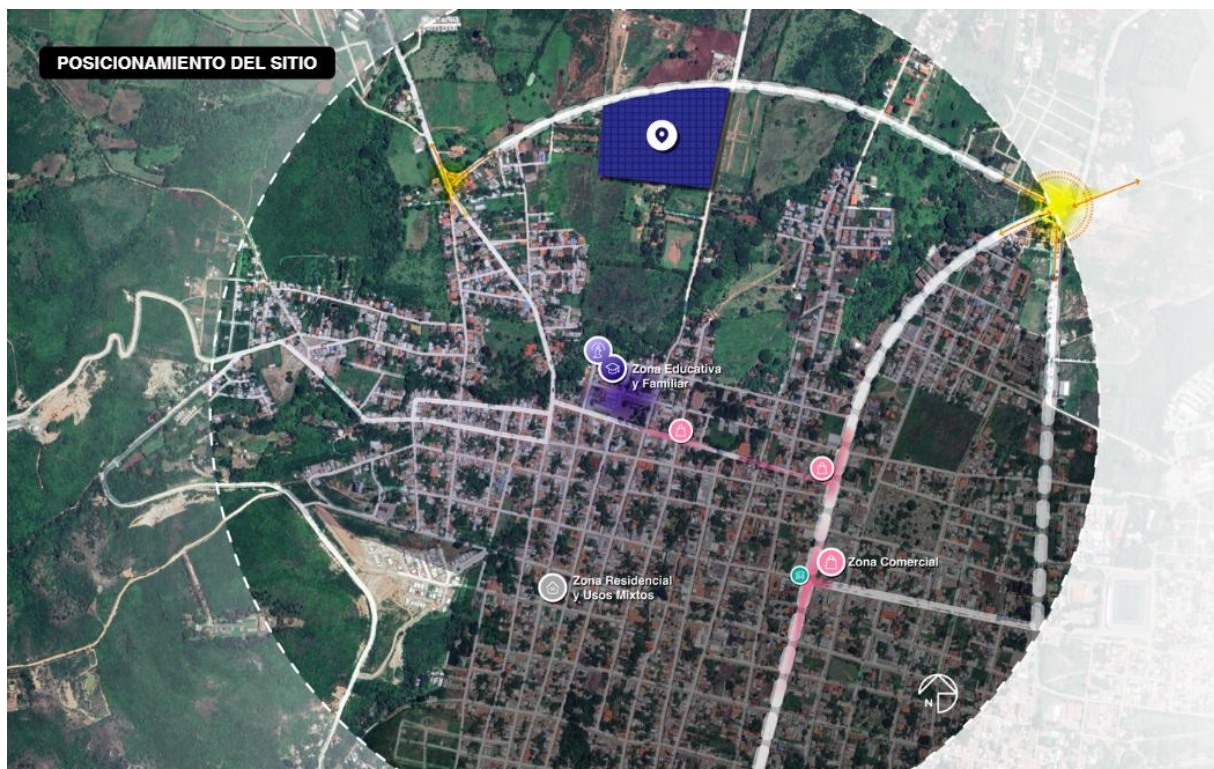 POSICIONAMIENTO DEL SITIO
Zona Educativa
y Familiar
Zona Comercial
Zona Residencial
y Usos Mixtos
N